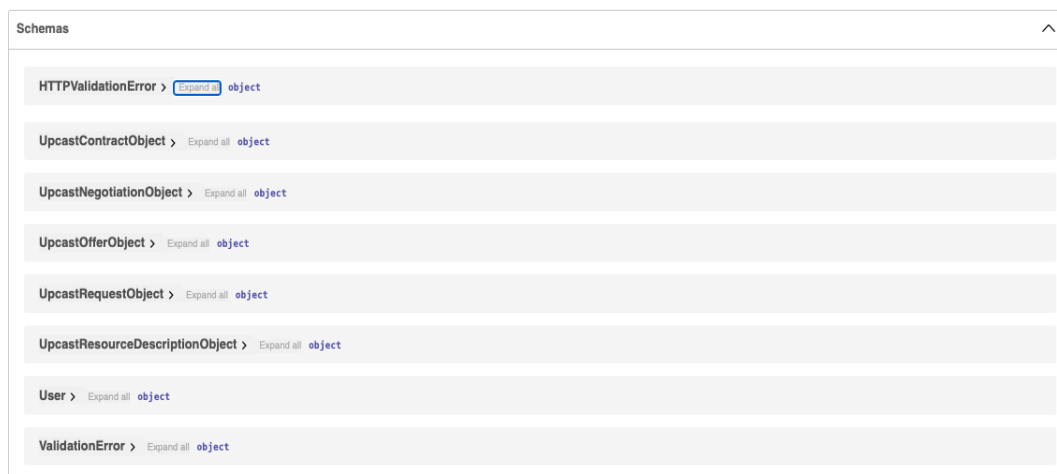 Schemas
HTTPValidationError > Expand all object
UpcastContractObject > Expand all object
UpcastNegotiationObject > Expand all object
UpcastOfferObject > Expand all object
UpcastRequestObject > Expand all object
UpcastResourceDescriptionObject > Expand all object
User > Expand all object
ValidationError > Expand all object